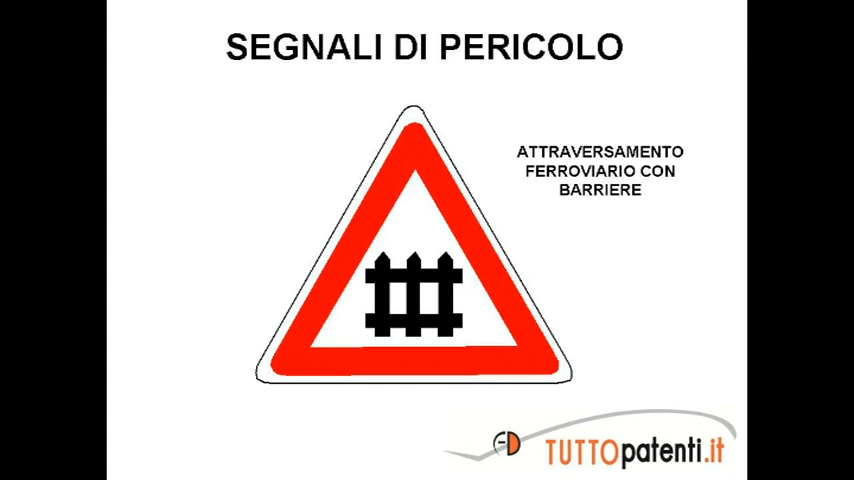 SEGNALI DI PERICOLO
ATTRAVERSAMENTO
FERROVIARIO CON
BARRIERE
TUTTOpatenti.it